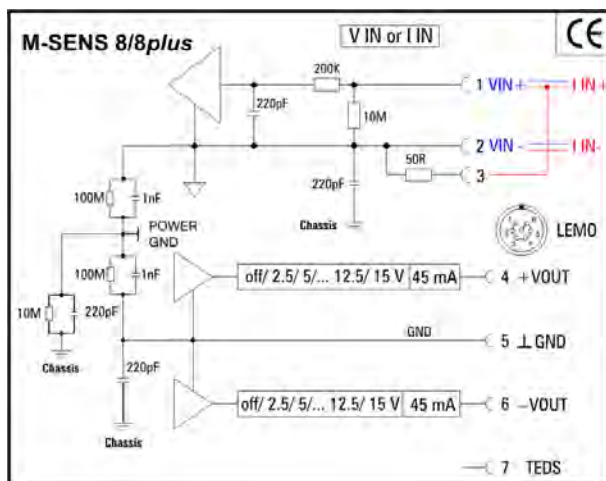 M-SENS 8/8plus
V IN or I IN
CE
200K
1 VIN+ I IN+
220pF
10M
2 VIN- I IN-
50R
3
220pF
100M
1nF
Chassis
POWER
GND
LEMO
100M
1nF
off/ 2.5/ 5/... 12.5/ 15 V 45 mA
4 +VOUT
10M
220pF
GND
5 ⊥ GND
Chassis
220pF
off/ 2.5/ 5/... 12.5/ 15 V 45 mA
6 –VOUT
Chassis
7 TEDS